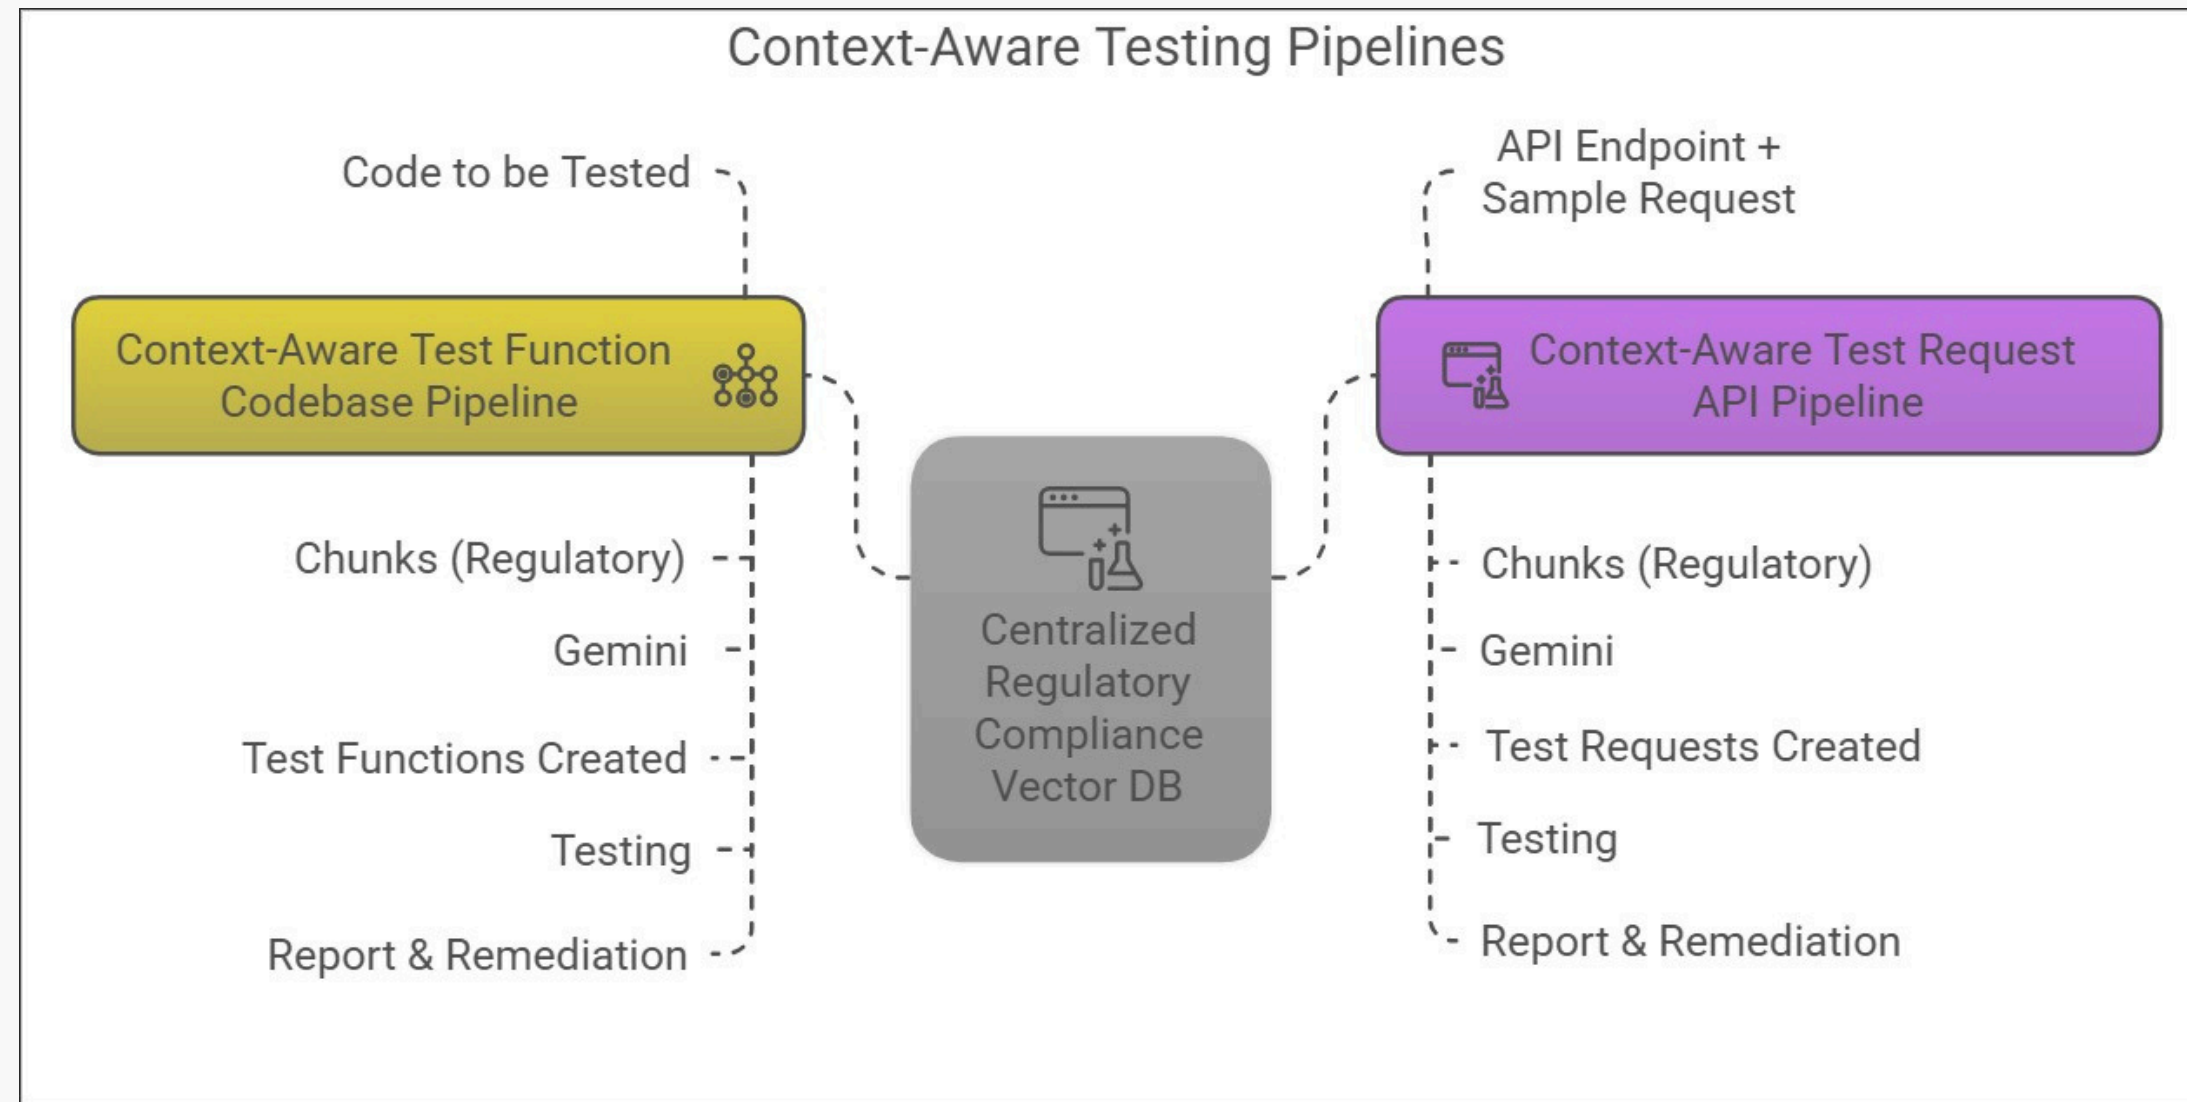 Context-Aware Testing Pipelines
Code to be Tested
Context-Aware Test Function
Codebase Pipeline
Chunks (Regulatory)
Gemini
Test Functions Created
Testing
Report & Remediation
Centralized
Regulatory
Compliance
Vector DB
API Endpoint +
Sample Request
Context-Aware Test Request
API Pipeline
Chunks (Regulatory)
Gemini
Test Requests Created
Testing
Report & Remediation